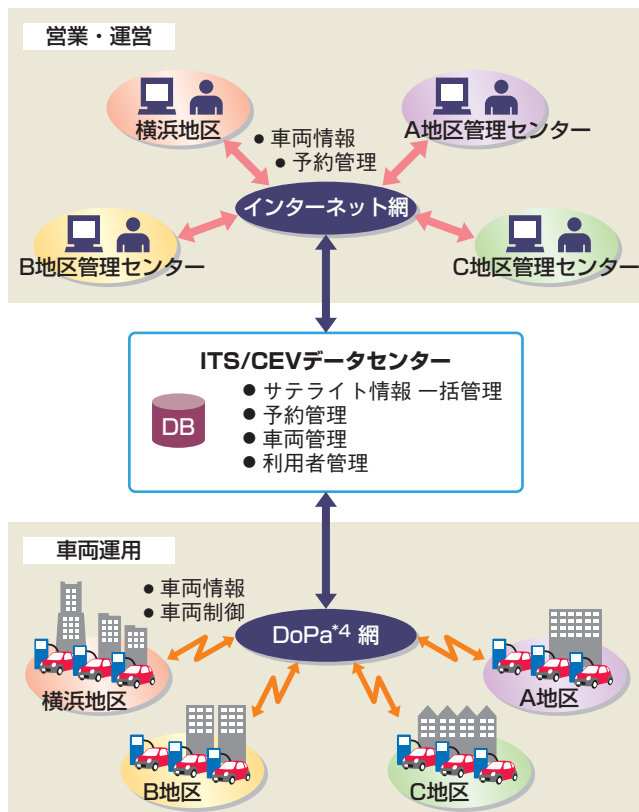 営業・運営
横浜地区
A地区管理センター
● 車両情報
● 予約管理
インターネット網
B地区管理センター
C地区管理センター
ITS/CEVデータセンター
● サテライト情報 一括管理
● 予約管理
● 車両管理
● 利用者管理
DB
車両運用
● 車両情報
● 車両制御
DoPa*4 網
横浜地区
A地区
B地区
C地区